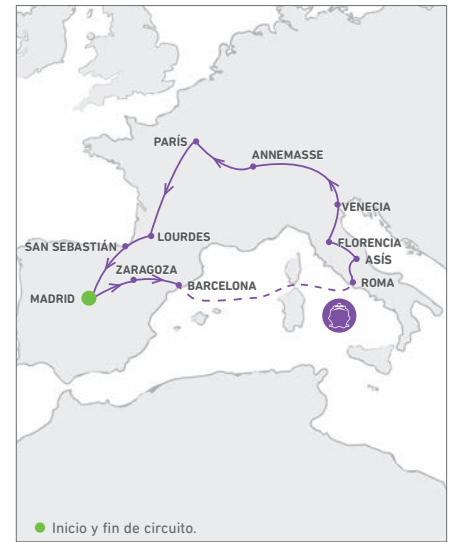 PARÍS
ANNEMASSE
VENECIA
LOURDES
SAN SEBASTIÁN
FLORENCIA
ASÍS
ZARAGOZA
ROMA
BARCELONA
MADRID
Inicio y fin de circuito.